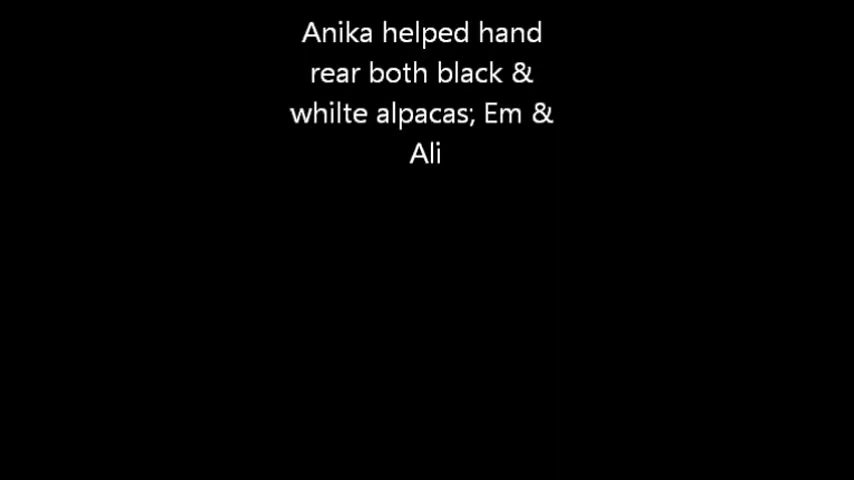 Anika helped hand
rear both black &
whilte alpacas; Em &
Ali